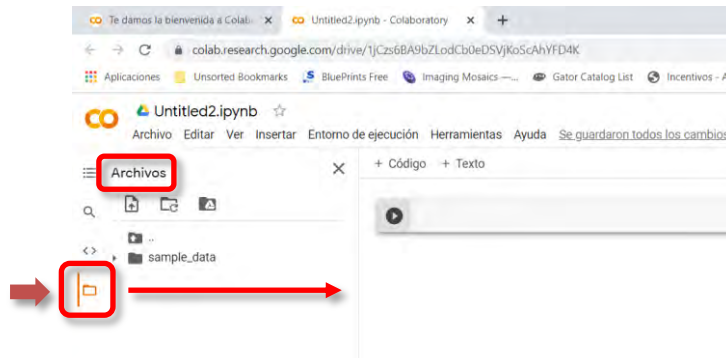 Te damos la bienvenida a Colab
Untitled2.ipynb - Colaboratory
colab.research.google.com/drive/1jCzs6BA9bZLodCb0eDSVjKoScAhYFD4K
Aplicaciones Unsorted Bookmarks BluePrints Free Imaging Mosaics —... Gator Catalog List Incentivos - A
CO Untitled2.ipynb
Archivo Editar Ver Insertar Entorno de ejecución Herramientas Ayuda Se guardaron todos los cambios
Archivos
+ Código + Texto
..
sample_data